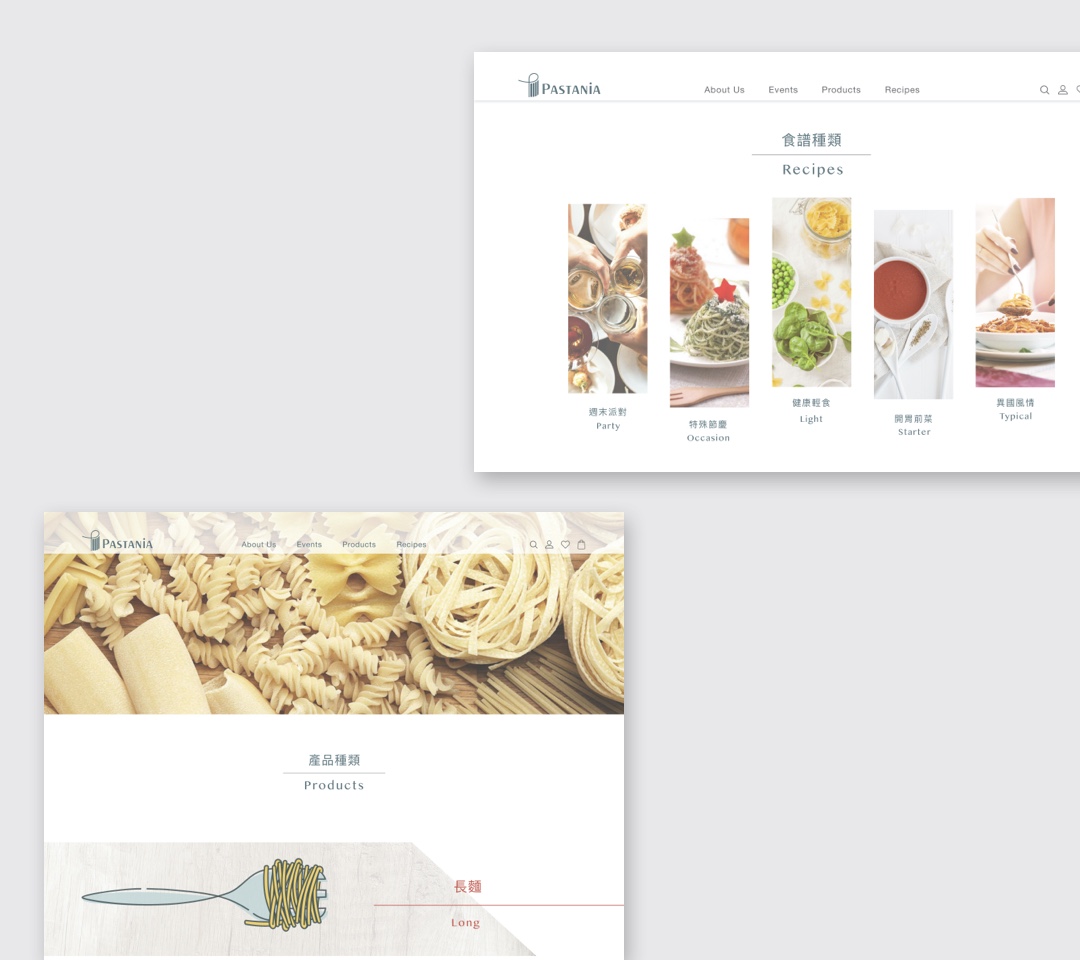 PASTANiA
About Us Events Products Recipes
食譜種類
Recipes
週末派對
Party
特殊節慶
Occasion
健康輕食
Light
開胃前菜
Starter
異國風情
Typical
PASTANiA
About Us Events Products Recipes
產品種類
Products
長麵
Long